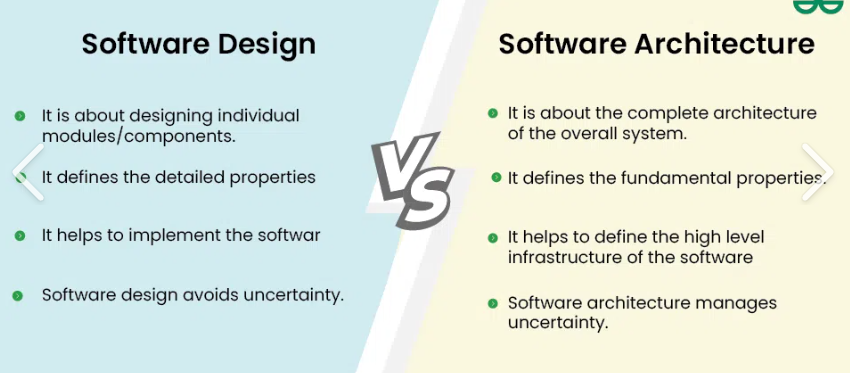 Software Design
It is about designing individual
modules/components.
It defines the detailed properties
It helps to implement the softwar
Software design avoids uncertainty.
VS
Software Architecture
It is about the complete architecture
of the overall system.
It defines the fundamental properties.
It helps to define the high level
infrastructure of the software
Software architecture manages
uncertainty.